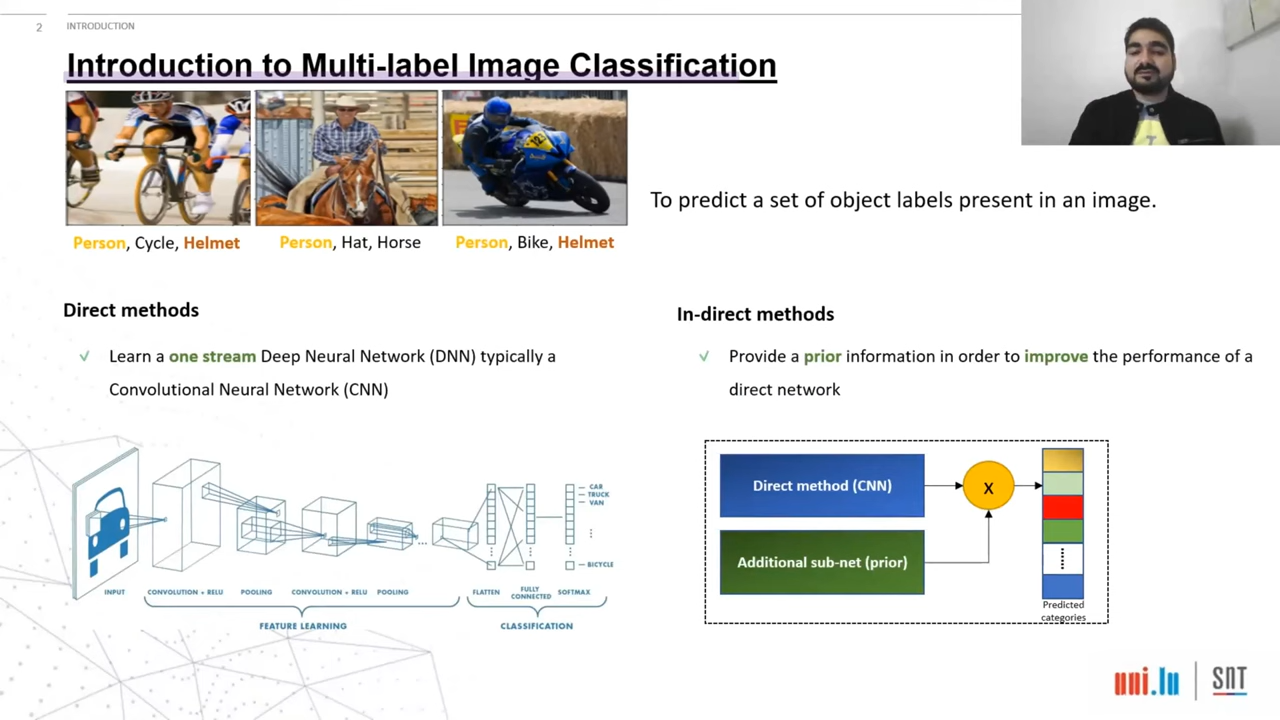 2 INTRODUCTION
Introduction to Multi-label Image Classification
To predict a set of object labels present in an image.
Person, Cycle, Helmet
Person, Hat, Horse
Person, Bike, Helmet
Direct methods
√ Learn a one stream Deep Neural Network (DNN) typically a
Convolutional Neural Network (CNN)
CAR
TRUCK
VAN
BICYCLE
INPUT
CONVOLUTION + RELU
POOLING
CONVOLUTION + RELU
POOLING
FLATTEN
FULLY
CONNECTED
SOFTMAX
FEATURE LEARNING
CLASSIFICATION
In-direct methods
√ Provide a prior information in order to improve the performance of a
direct network
Direct method (CNN)
X
Additional sub-net (prior)
Predicted
categories
uni.lu
SNT